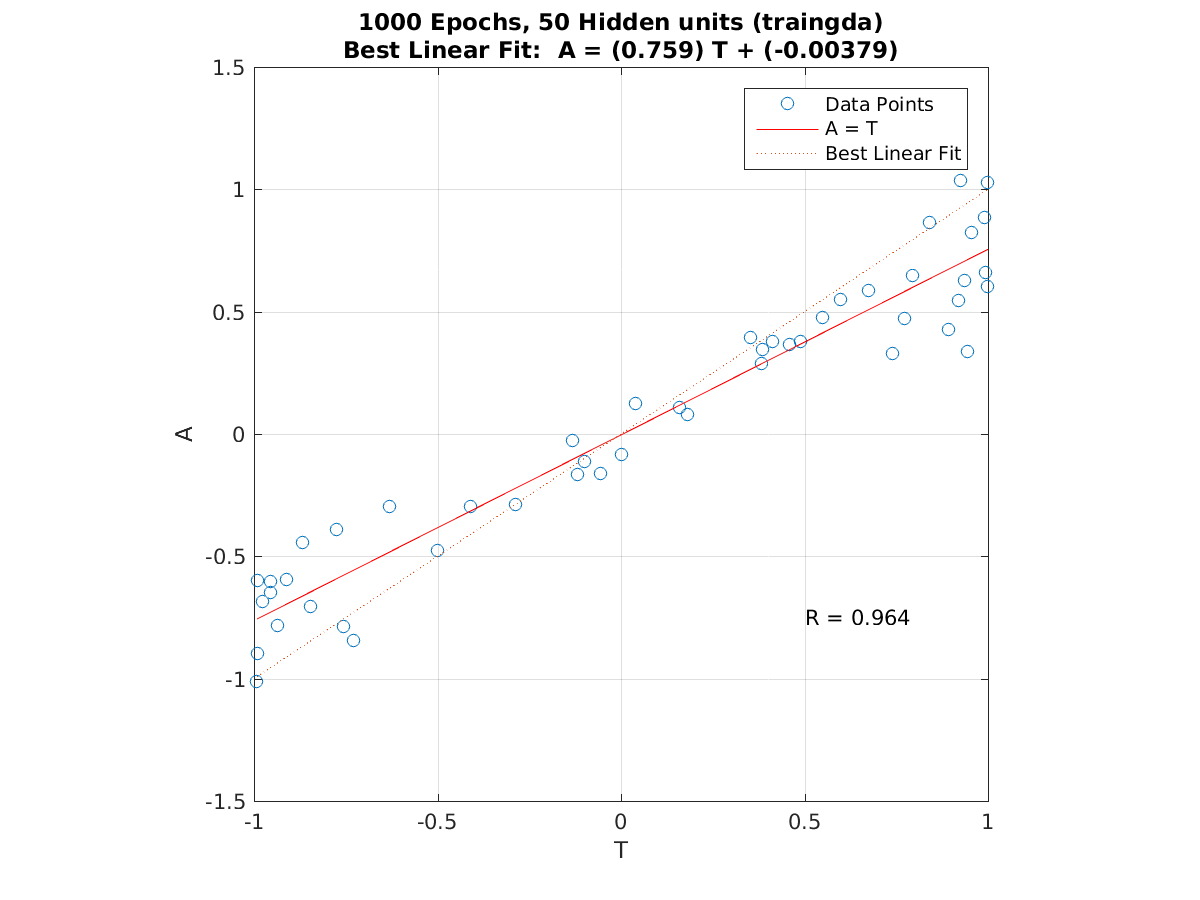 1000 Epochs, 50 Hidden units (traingda)
Best Linear Fit:  A = (0.759) T + (-0.00379)
1.5
Data Points
A = T
Best Linear Fit
1
0.5
A
0
-0.5
R = 0.964
-1
-1.5
-1
-0.5
0
0.5
1
T